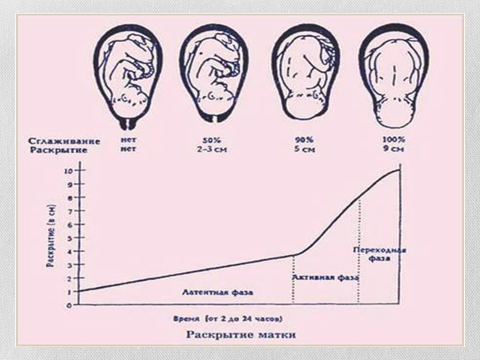 Сглаживание нет 50% 90% 100%
Раскрытие нет 2-3 см 5 см 9 см
Раскрытие (в см)
10
9
8
7
6
5
4
3
2
1
0
Переходная
фаза
Активная фаза
Латентная фаза
Время (от 2 до 24 часов)
Раскрытие матки